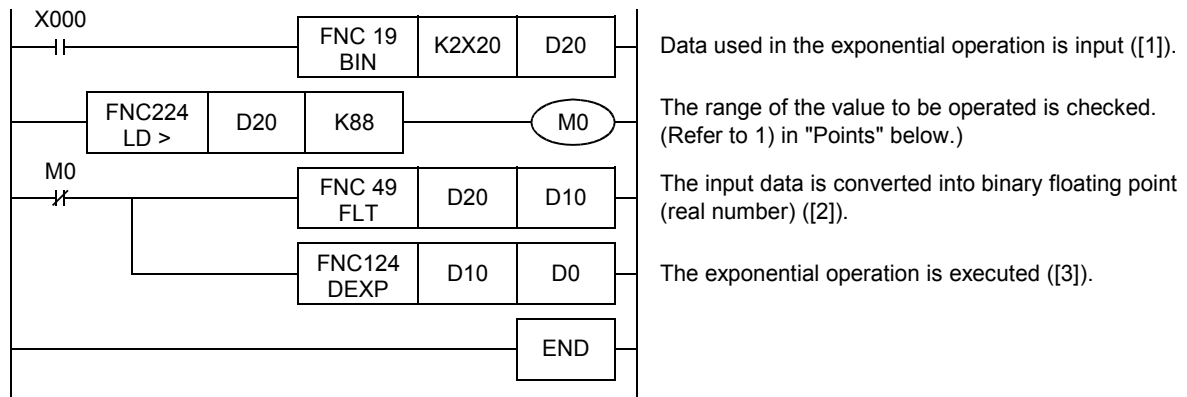 X000
FNC 19
BIN
K2X20
D20
Data used in the exponential operation is input ([1]).
FNC224
LD >
D20
K88
M0
The range of the value to be operated is checked.
(Refer to 1) in "Points" below.)
M0
FNC 49
FLT
D20
D10
The input data is converted into binary floating point
(real number) ([2]).
FNC124
DEXP
D10
D0
The exponential operation is executed ([3]).
END